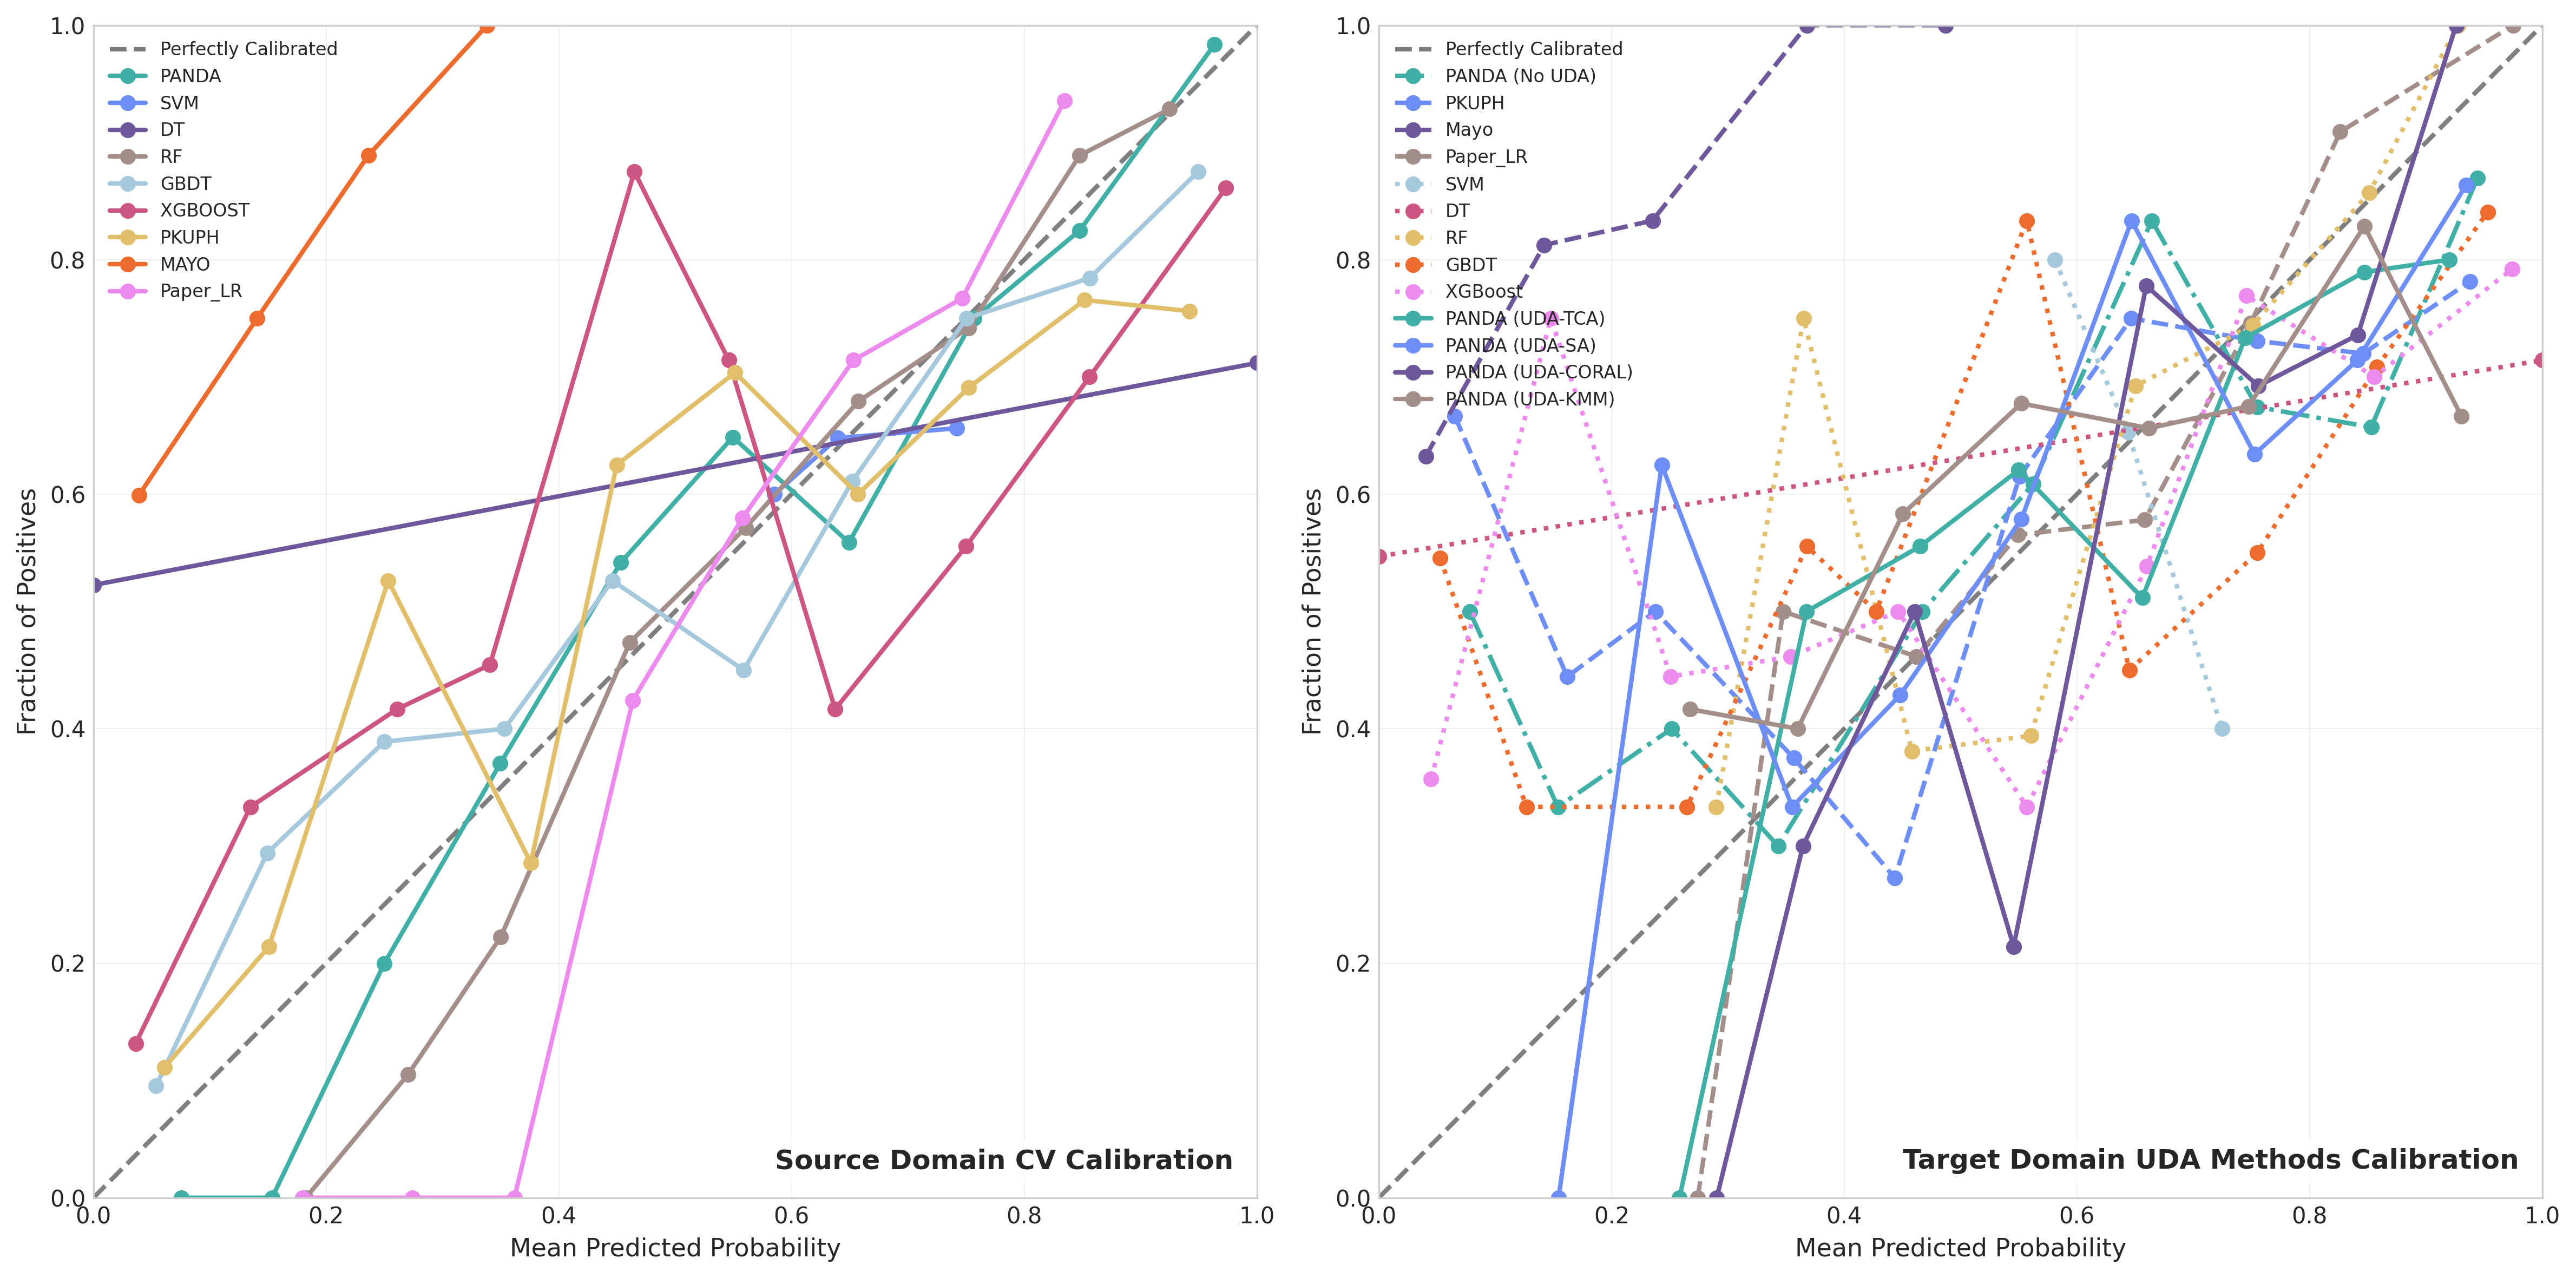 1.0
0.8
0.6
0.4
0.2
0.0
Fraction of Positives
Perfectly Calibrated
PANDA
SVM
DT
RF
GBDT
XGBOOST
PKUPH
MAYO
Paper_LR
Source Domain CV Calibration
0.0 0.2 0.4 0.6 0.8 1.0
Mean Predicted Probability
1.0
0.8
0.6
0.4
0.2
0.0
Fraction of Positives
Perfectly Calibrated
PANDA (No UDA)
PKUPH
Mayo
Paper_LR
SVM
DT
RF
GBDT
XGBoost
PANDA (UDA-TCA)
PANDA (UDA-SA)
PANDA (UDA-CORAL)
PANDA (UDA-KMM)
Target Domain UDA Methods Calibration
0.0 0.2 0.4 0.6 0.8 1.0
Mean Predicted Probability